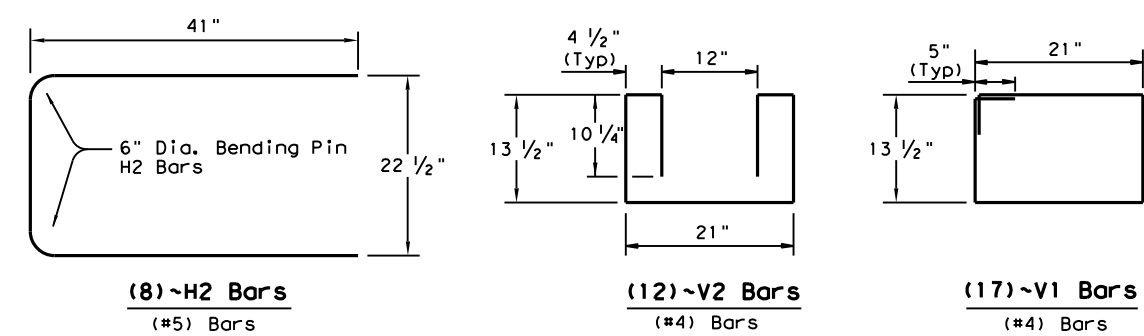 41"
6" Dia. Bending Pin
H2 Bars
22 1/2"
(8)~H2 Bars
(#5) Bars
4 1/2"
(Typ)
12"
13 1/2"
10 1/4"
21"
(12)~V2 Bars
(#4) Bars
5"
(Typ)
21"
13 1/2"
(17)~V1 Bars
(#4) Bars